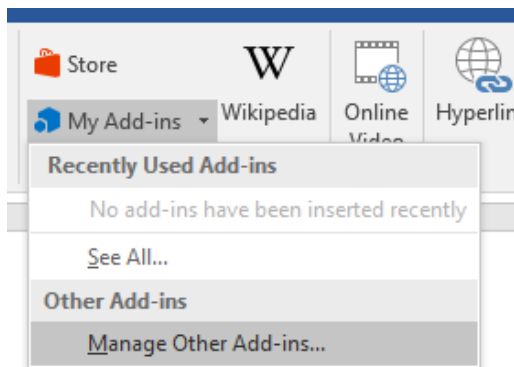 Store
My Add-ins
W
Wikipedia
Online
Video
Hyperlin
Recently Used Add-ins
No add-ins have been inserted recently
See All...
Other Add-ins
Manage Other Add-ins...